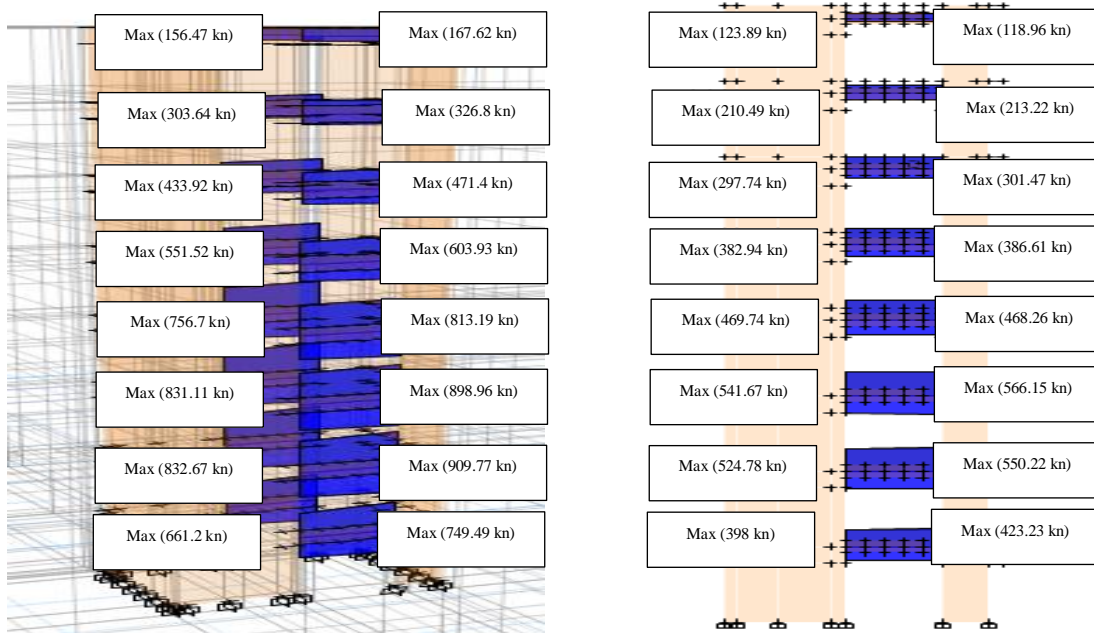 Max (156.47 kn)
Max (167.62 kn)
Max (303.64 kn)
Max (326.8 kn)
Max (433.92 kn)
Max (471.4 kn)
Max (551.52 kn)
Max (603.93 kn)
Max (756.7 kn)
Max (813.19 kn)
Max (831.11 kn)
Max (898.96 kn)
Max (832.67 kn)
Max (909.77 kn)
Max (661.2 kn)
Max (749.49 kn)
Max (123.89 kn)
Max (118.96 kn)
Max (210.49 kn)
Max (213.22 kn)
Max (297.74 kn)
Max (301.47 kn)
Max (382.94 kn)
Max (386.61 kn)
Max (469.74 kn)
Max (468.26 kn)
Max (541.67 kn)
Max (566.15 kn)
Max (524.78 kn)
Max (550.22 kn)
Max (398 kn)
Max (423.23 kn)